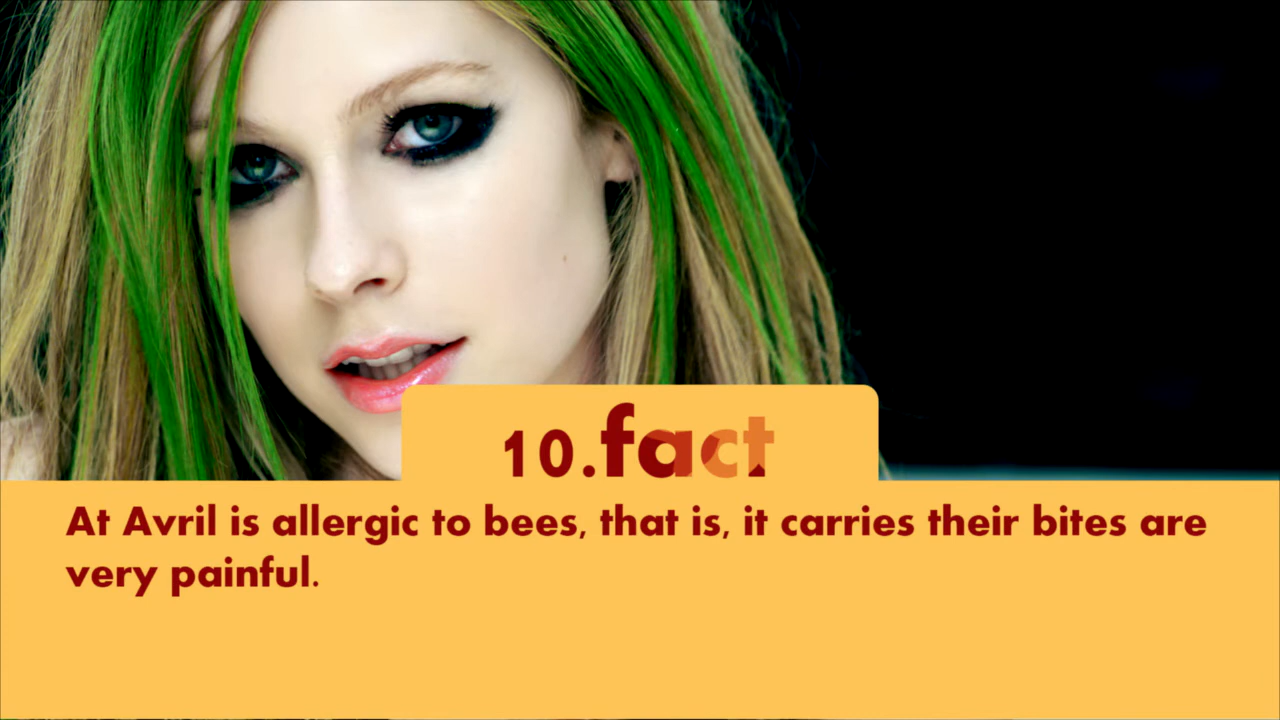 10.fact
At Avril is allergic to bees, that is, it carries their bites are
very painful.